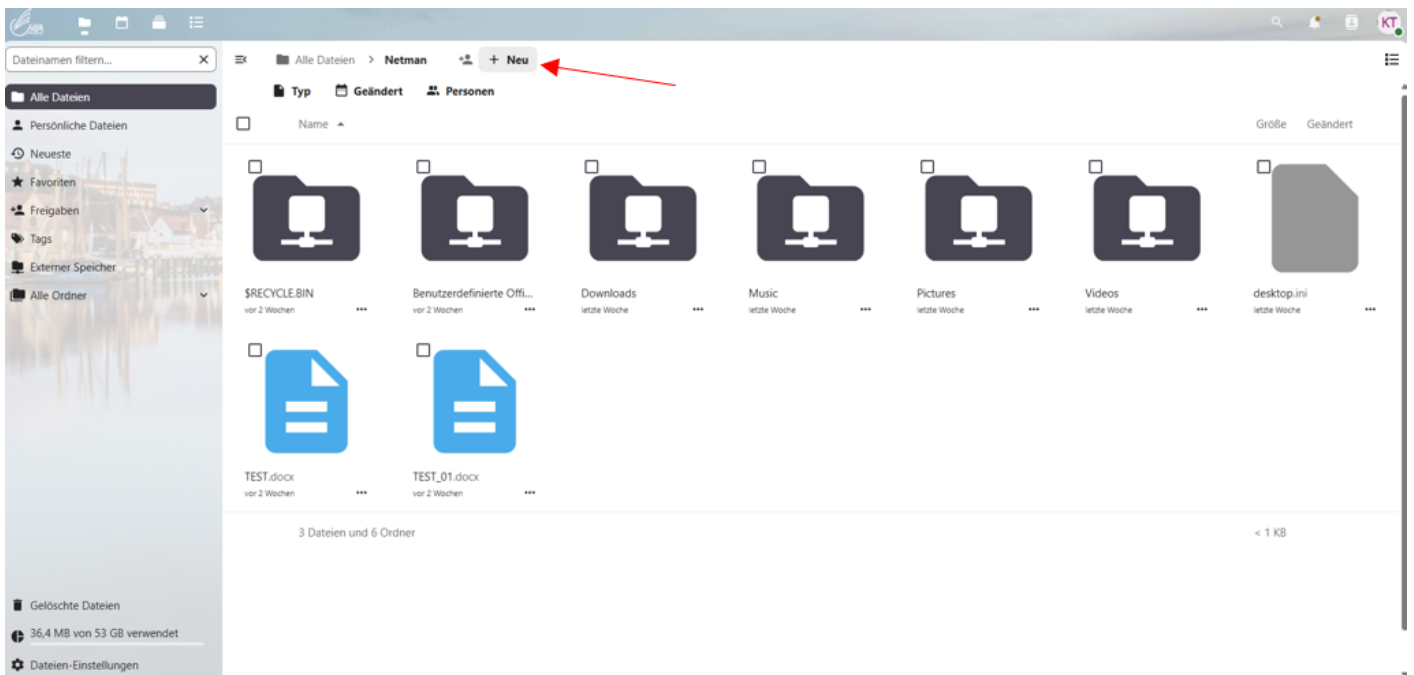 KT
Dateinamen filtern...
Alle Dateien > Netman + Neu
Alle Dateien
Typ Geändert Personen
Persönliche Dateien
Name Größe Geändert
Neueste
Favoriten
Freigaben
Tags
Externer Speicher
Alle Ordner
$RECYCLE.BIN Benutzerdefinierte Offi... Downloads Music Pictures Videos desktop.ini
vor 2 Wochen vor 2 Wochen letzte Woche letzte Woche letzte Woche letzte Woche letzte Woche
TEST.docx TEST_01.docx
vor 2 Wochen vor 2 Wochen
3 Dateien und 6 Ordner < 1 KB
Gelöschte Dateien
36,4 MB von 53 GB verwendet
Dateien-Einstellungen